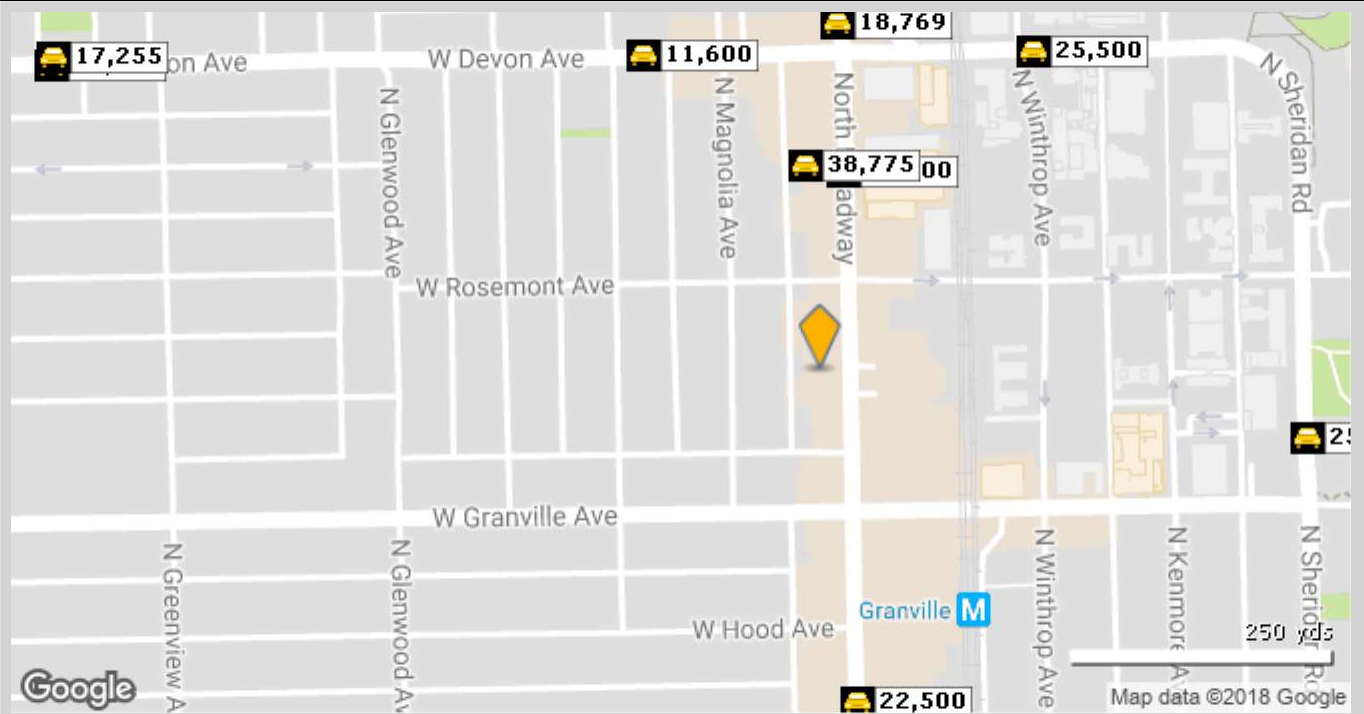 18,769
17,255
on Ave
W Devon Ave
11,600
25,500
N Sheridan Rd
N Glenwood Ave
N Magnolia Ave
North
adway
N Winthrop Ave
38,775
00
W Rosemont Ave
25
W Granville Ave
N Greenview A
N Glenwood Av
N Winthrop Ave
N Kenmore A
N Sheridan Ro
Granville M
W Hood Ave
250 yds
22,500
Google
Map data ©2018 Google